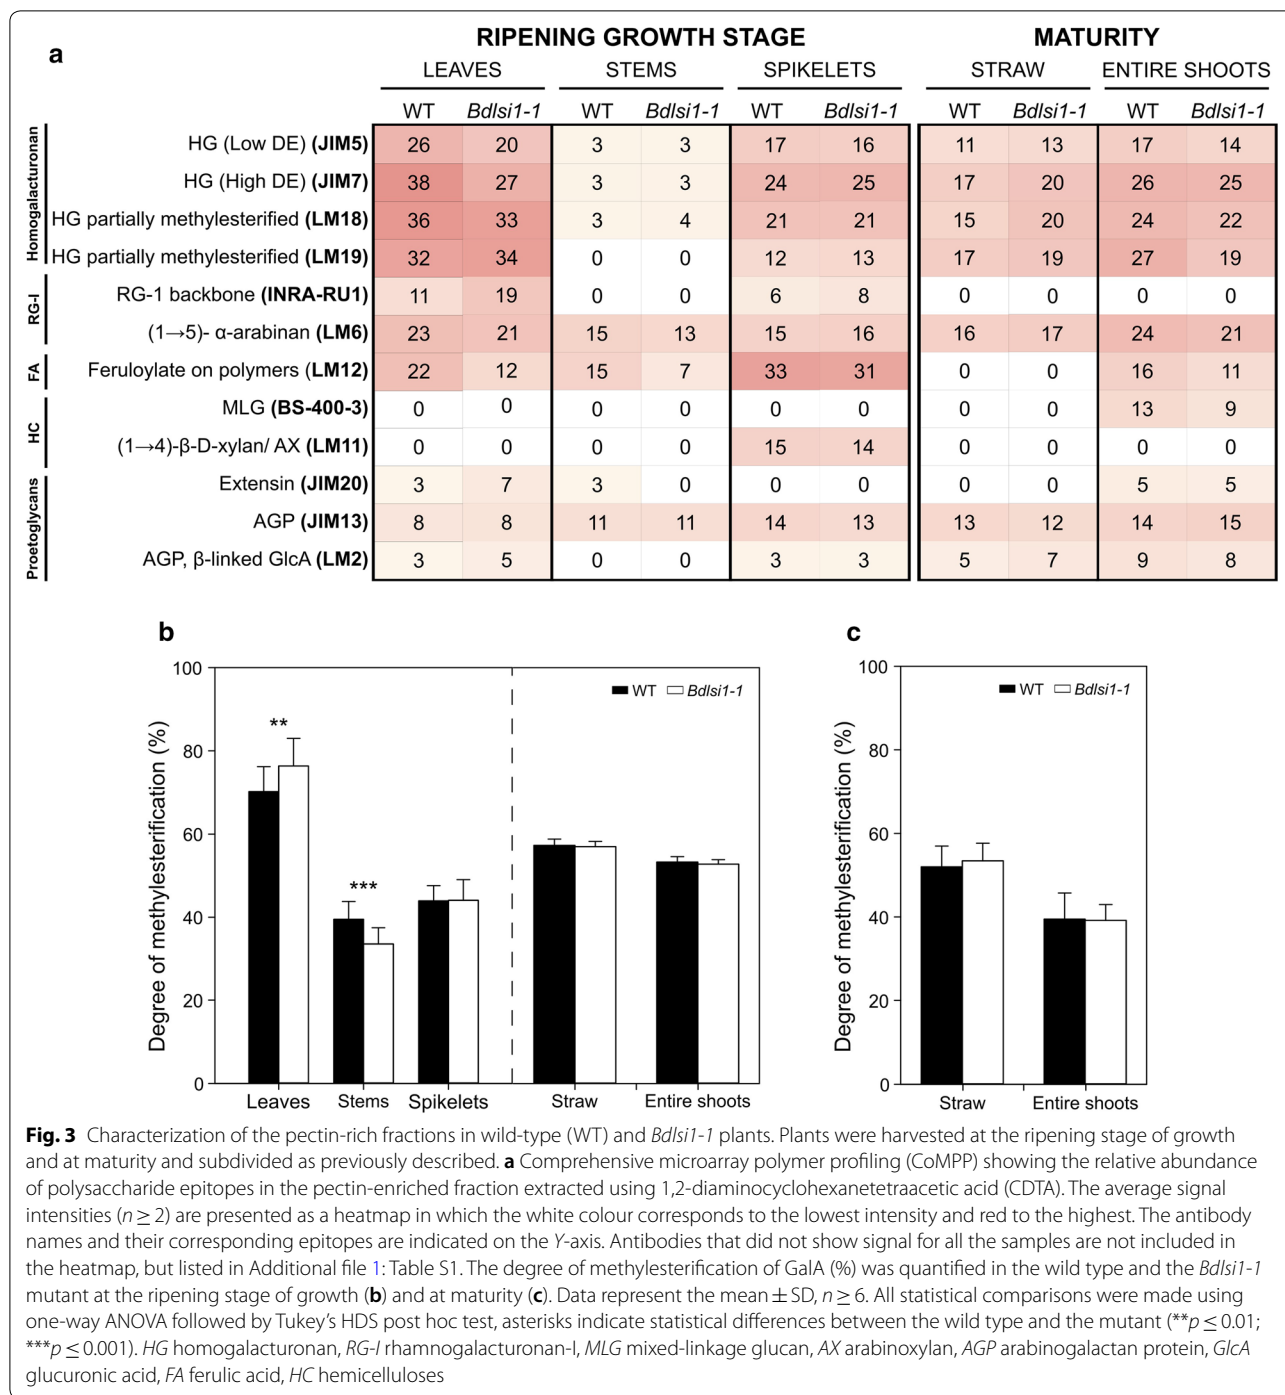 a
RIPENING GROWTH STAGE MATURITY
LEAVES STEMS SPIKELETS STRAW ENTIRE SHOOTS
WT Bdlsi1-1 WT Bdlsi1-1 WT Bdlsi1-1 WT Bdlsi1-1 WT Bdlsi1-1
Homogalacturonan
HG (Low DE) (JIM5) 26 20 3 3 17 16 11 13 17 14
HG (High DE) (JIM7) 38 27 3 3 24 25 17 20 26 25
HG partially methylesterified (LM18) 36 33 3 4 21 21 15 20 24 22
HG partially methylesterified (LM19) 32 34 0 0 12 13 17 19 27 19
RG-I
RG-1 backbone (INRA-RU1) 11 19 0 0 6 8 0 0 0 0
(1→5)- α-arabinan (LM6) 23 21 15 13 15 16 16 17 24 21
FA
Feruloylate on polymers (LM12) 22 12 15 7 33 31 0 0 16 11
HC
MLG (BS-400-3) 0 0 0 0 0 0 0 0 13 9
(1→4)-β-D-xylan/ AX (LM11) 0 0 0 0 15 14 0 0 0 0
Proetoglycans
Extensin (JIM20) 3 7 3 0 0 0 0 0 5 5
AGP (JIM13) 8 8 11 11 14 13 13 12 14 15
AGP, β-linked GlcA (LM2) 3 5 0 0 3 3 5 7 9 8
b
Degree of methylesterification (%)
100
80
60
40
20
0
WT Bdlsi1-1
**
***
Leaves Stems Spikelets Straw Entire shoots
c
Degree of methylesterification (%)
100
80
60
40
20
0
WT Bdlsi1-1
Straw Entire shoots
Fig. 3 Characterization of the pectin-rich fractions in wild-type (WT) and Bdlsi1-1 plants. Plants were harvested at the ripening stage of growth
and at maturity and subdivided as previously described. a Comprehensive microarray polymer profiling (CoMPP) showing the relative abundance
of polysaccharide epitopes in the pectin-enriched fraction extracted using 1,2-diaminocyclohexanetetraacetic acid (CDTA). The average signal
intensities (n ≥ 2) are presented as a heatmap in which the white colour corresponds to the lowest intensity and red to the highest. The antibody
names and their corresponding epitopes are indicated on the Y-axis. Antibodies that did not show signal for all the samples are not included in
the heatmap, but listed in Additional file 1: Table S1. The degree of methylesterification of GalA (%) was quantified in the wild type and the Bdlsi1-1
mutant at the ripening stage of growth (b) and at maturity (c). Data represent the mean ± SD, n ≥ 6. All statistical comparisons were made using
one-way ANOVA followed by Tukey's HDS post hoc test, asterisks indicate statistical differences between the wild type and the mutant (**p ≤ 0.01;
***p ≤ 0.001). HG homogalacturonan, RG-I rhamnogalacturonan-I, MLG mixed-linkage glucan, AX arabinoxylan, AGP arabinogalactan protein, GlcA
glucuronic acid, FA ferulic acid, HC hemicelluloses